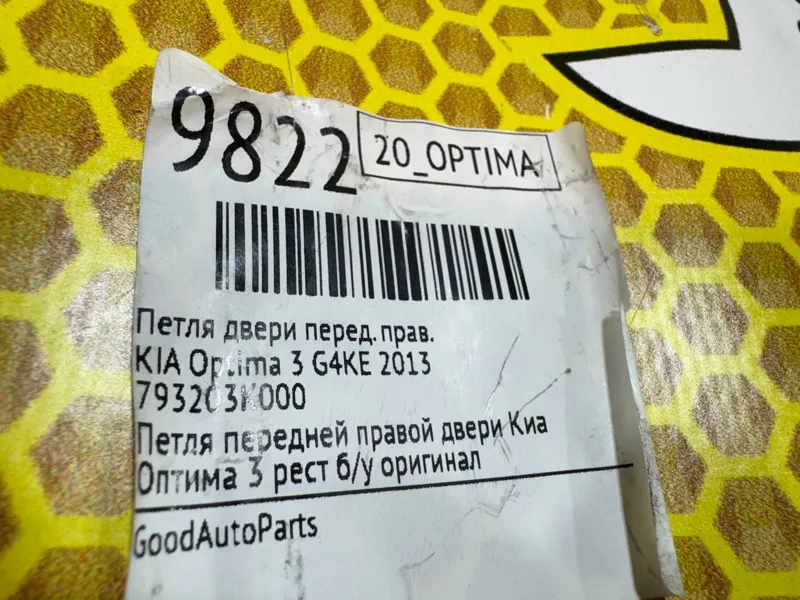 9822 20_OPTIMA
Петля двери перед. прав.
KIA Optima 3 G4KE 2013
793203K000
Петля передней правой двери Киа
Оптима 3 рест б/у оригинал
GoodAutoParts